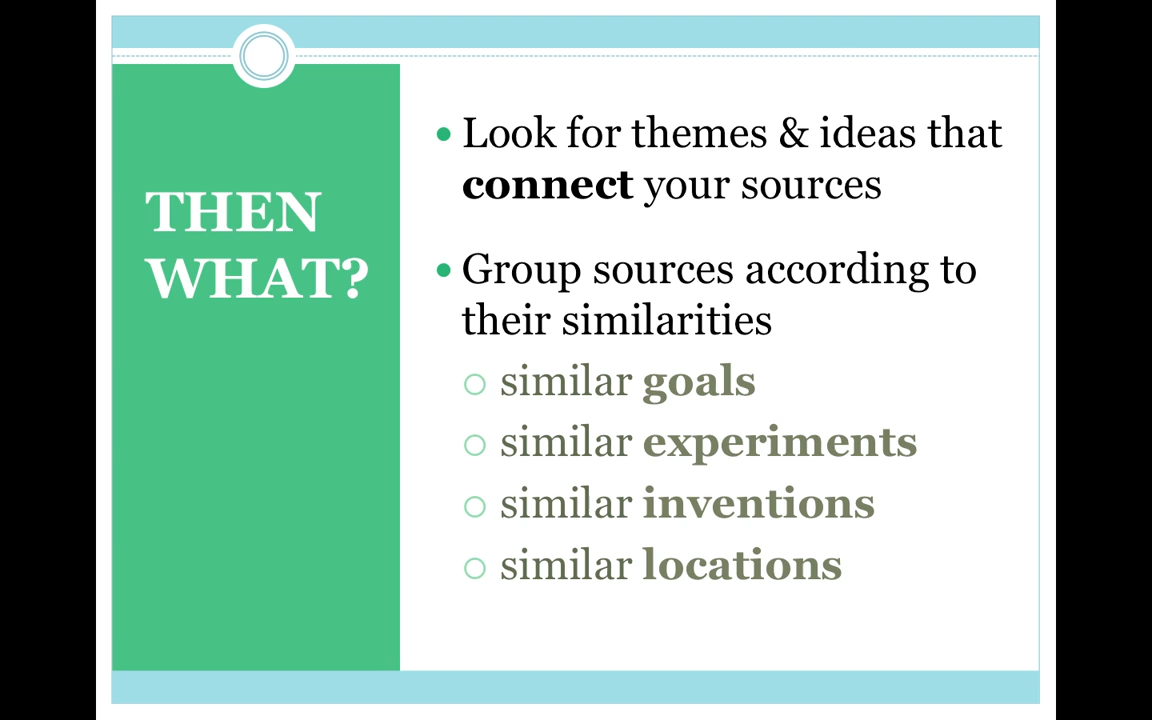 THEN
WHAT?
• Look for themes & ideas that
connect your sources
• Group sources according to
their similarities
○ similar goals
○ similar experiments
○ similar inventions
○ similar locations